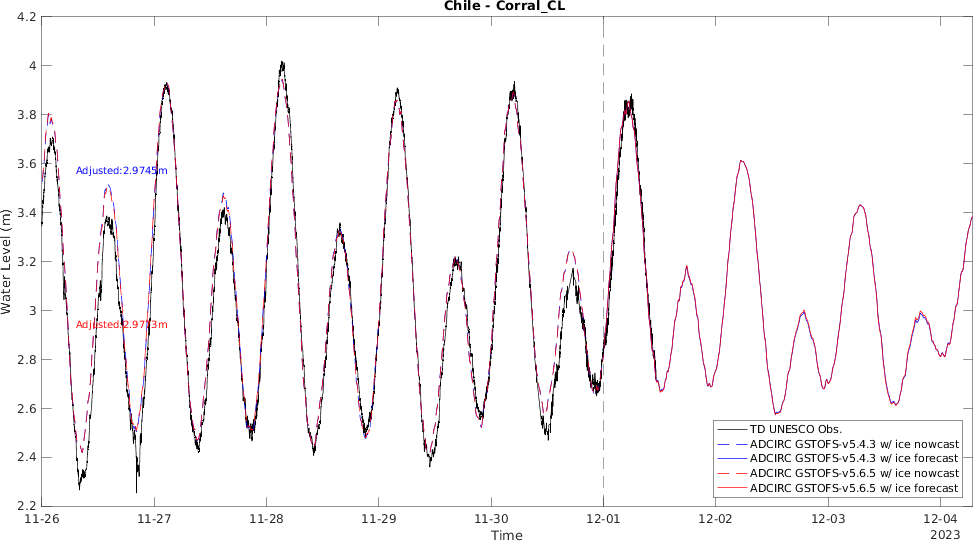 Chile - Corral_CL
4.2
4
3.8
3.6
3.4
3.2
3
2.8
2.6
2.4
2.2
Water Level (m)
Adjusted:2.9745m
Adjusted:2.9713m
TD UNESCO Obs.
ADCIRC GSTOFS-v5.4.3 w/ ice nowcast
ADCIRC GSTOFS-v5.4.3 w/ ice forecast
ADCIRC GSTOFS-v5.6.5 w/ ice nowcast
ADCIRC GSTOFS-v5.6.5 w/ ice forecast
11-26 11-27 11-28 11-29 11-30 12-01 12-02 12-03 12-04
Time
2023